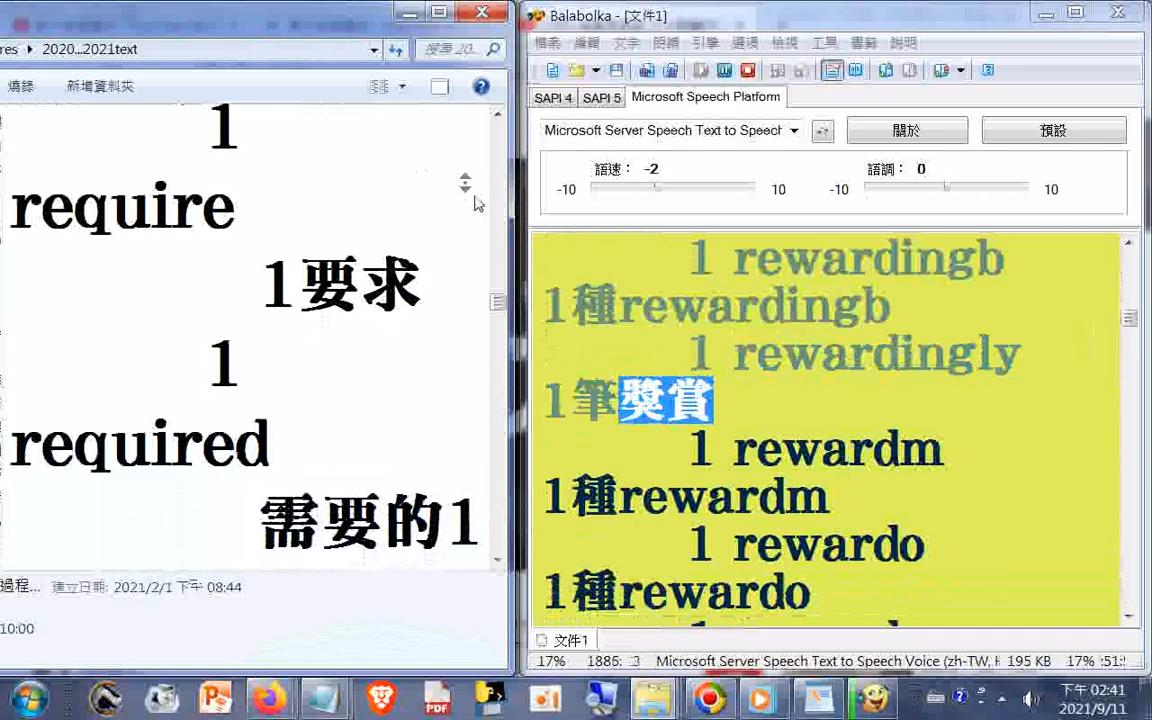 res ▸ 2020...2021text
搜尋 20...
燒錄 新增資料夾
1
require
1要求
1
required
需要的1
過程... 建立日期: 2021/2/1 下午 08:44
10:00
Balabolka - [文件1]
檔案 編輯 文字 朗讀 引擎 選項 檢視 工具 書籤 說明
SAPI 4 SAPI 5 Microsoft Speech Platform
Microsoft Server Speech Text to Speech
關於 預設
語速： -2 語調： 0
-10 10 -10 10
1 rewardingb
1種rewardingb
1 rewardingly
1筆獎賞
1 rewardm
1種rewardm
1 rewardo
1種rewardo
文件1
17% 1886: Microsoft Server Speech Text to Speech Voice (zh-TW, 195 KB 17%
下午 02:41
2021/9/11